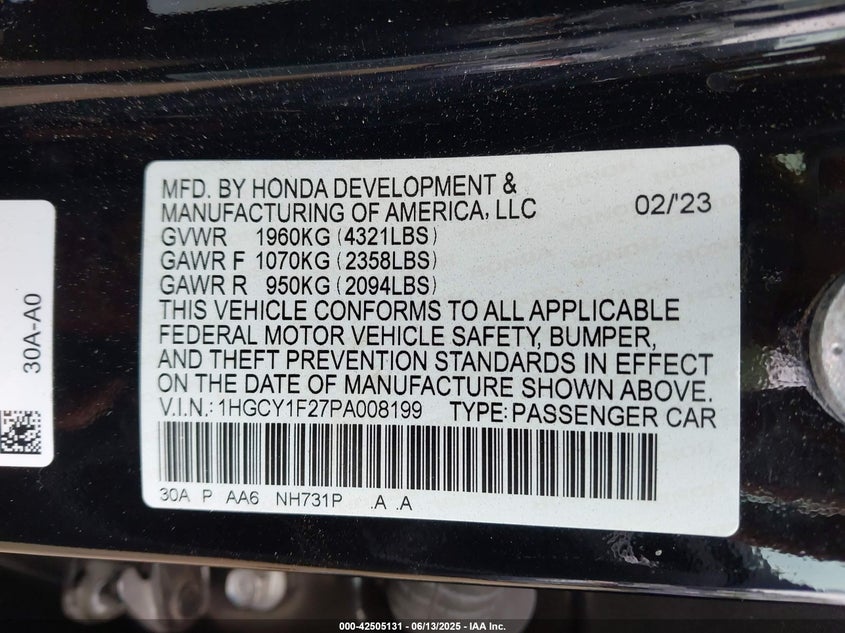 MFD. BY HONDA DEVELOPMENT &
MANUFACTURING OF AMERICA, LLC 02/'23
GVWR 1960KG (4321LBS)
GAWR F 1070KG (2358LBS)
GAWR R 950KG (2094LBS)
THIS VEHICLE CONFORMS TO ALL APPLICABLE
FEDERAL MOTOR VEHICLE SAFETY, BUMPER,
AND THEFT PREVENTION STANDARDS IN EFFECT
ON THE DATE OF MANUFACTURE SHOWN ABOVE.
V.I.N.: 1HGCY1F27PA008199 TYPE: PASSENGER CAR
30A P AA6 NH731P .A .A
30A-A0
000-42505131 - 06/13/2025 - IAA Inc.